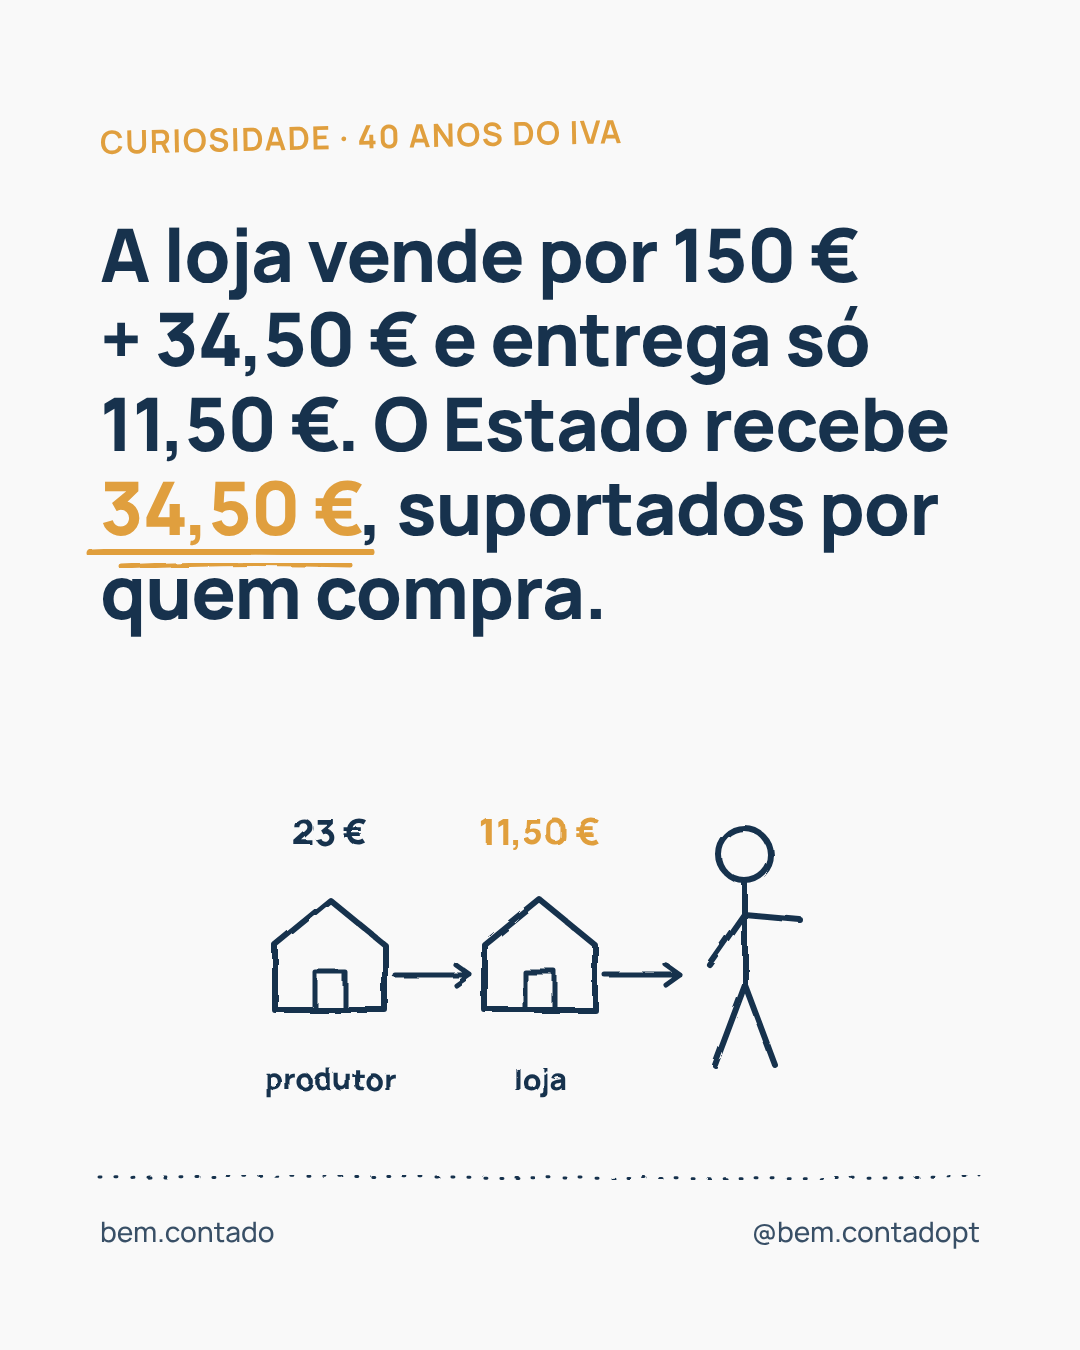 CURIOSIDADE · 40 ANOS DO IVA
A loja vende por 150 €
+ 34,50 € e entrega só
11,50 €. O Estado recebe
34,50 €, suportados por
quem compra.
23 € 11,50 €
produtor loja
bem.contado @bem.contadopt